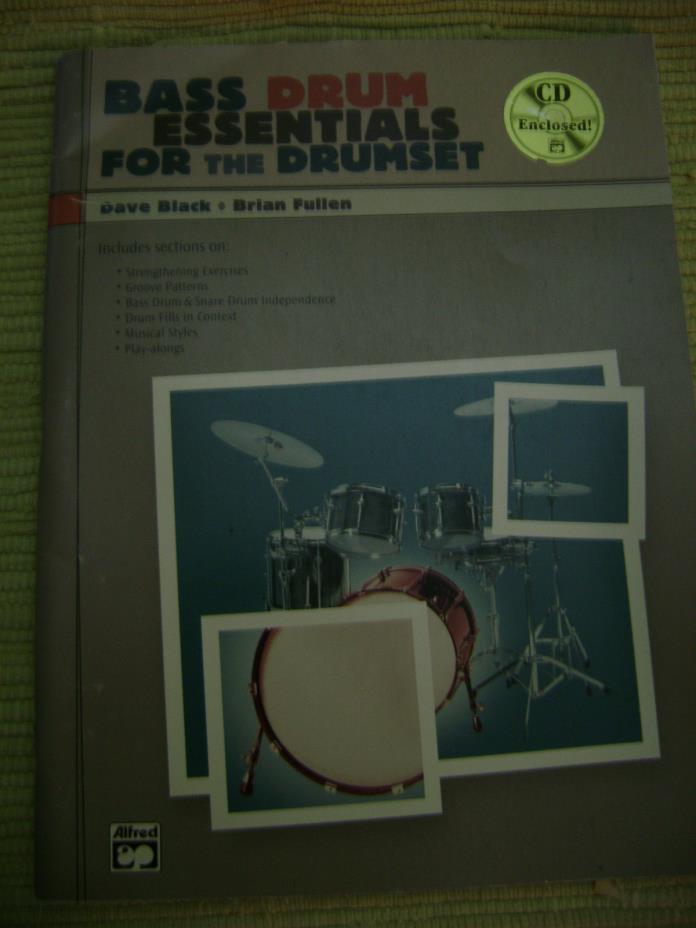 BASS DRUM
ESSENTIALS
FOR THE DRUMSET
CD
Enclosed!
Dave Black • Brian Fullen
Includes sections on:
• Strengthening Exercises
• Groove Patterns
• Bass Drum & Snare Drum Independence
• Drum Fills in Context
• Musical Styles
• Play-alongs
Alfred